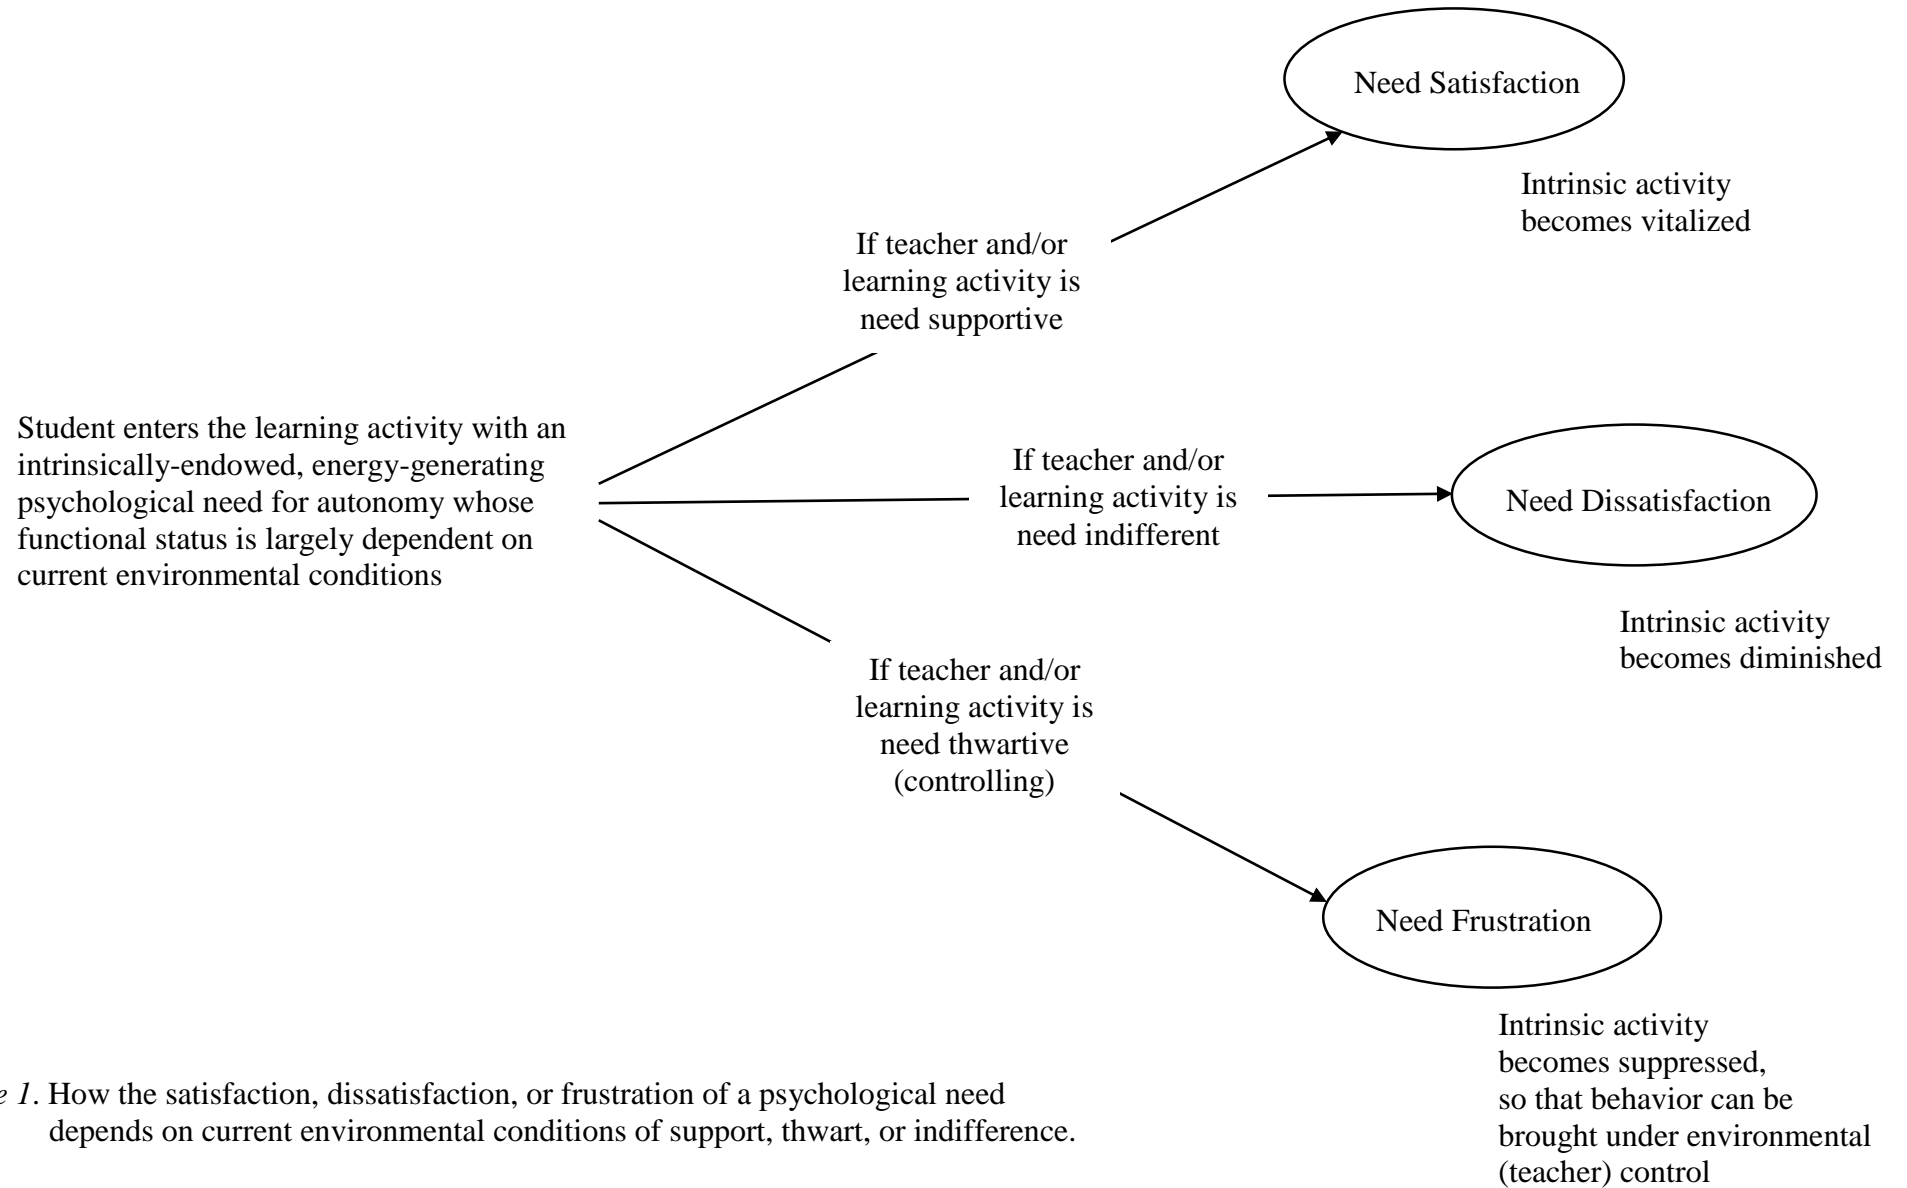 Need Satisfaction
Intrinsic activity
becomes vitalized
If teacher and/or
learning activity is
need supportive
Student enters the learning activity with an
intrinsically-endowed, energy-generating
psychological need for autonomy whose
functional status is largely dependent on
current environmental conditions
If teacher and/or
learning activity is
need indifferent
Need Dissatisfaction
Intrinsic activity
becomes diminished
If teacher and/or
learning activity is
need thwartive
(controlling)
Need Frustration
Intrinsic activity
becomes suppressed,
so that behavior can be
brought under environmental
(teacher) control
e 1. How the satisfaction, dissatisfaction, or frustration of a psychological need
depends on current environmental conditions of support, thwart, or indifference.